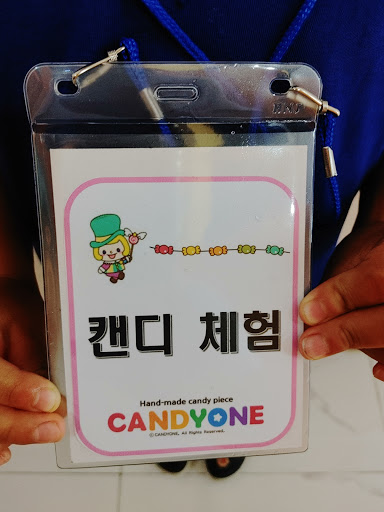 캔디 체험
Hand-made candy piece
CANDYONE
ⓒ CANDYONE, All Rights Reserved.